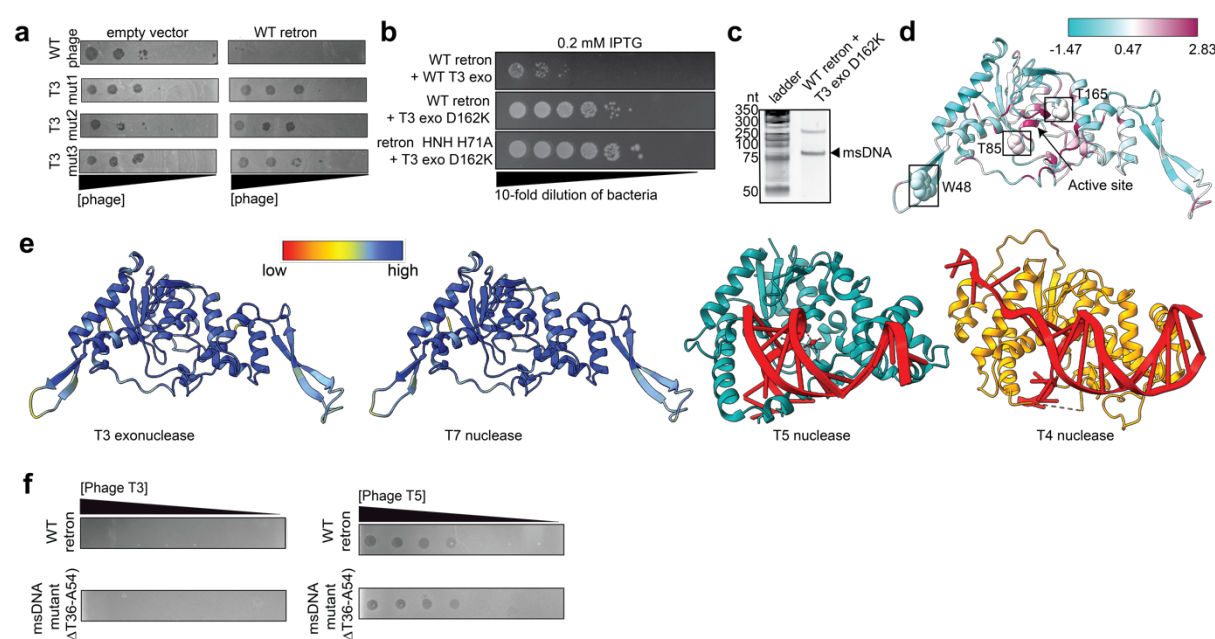 a
empty vector
WT retron
WT
phage
T3
mut1
T3
mut2
T3
mut3
[phage]
[phage]
b
0.2 mM IPTG
WT
retron
+ WT T3 exo
WT
retron
+ T3 exo D162K
retron HNH H71A
+ T3 exo D162K
10-fold dilution of bacteria
c
nt
ladder
WT retron +
T3 exo D162K
350
300
250
200
150
100
75
50
msDNA
d
-1.47
0.47
2.83
T165
T85
W48
Active site
e
low
high
T3 exonuclease
T7 nuclease
T5 nuclease
T4 nuclease
f
[Phage T3]
WT
retron
msDNA
mutant
ΔT36-A54)
[Phage T5]
WT
retron
msDNA
mutant
ΔT36-A54)